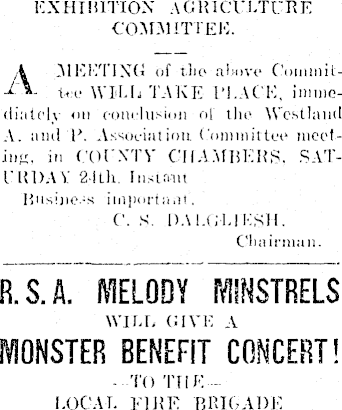 EXHIBITION AGRICULTURE
COMMITTEE.
A MEETING of the above Commit-
tee WILL TAKE PLACE, imme-
diately on conclusion of the Westland
A. and P. Association Committee meet-
ing, in COUNTY CHAMBERS, SAT-
URDAY 24th. Instant
Business important.
C. S. DALGLIESH,
Chairman.
R. S. A. MELODY MINSTRELS
WILL GIVE A
MONSTER BENEFIT CONCERT!
—TO THE—
LOCAL FIRE BRIGADE